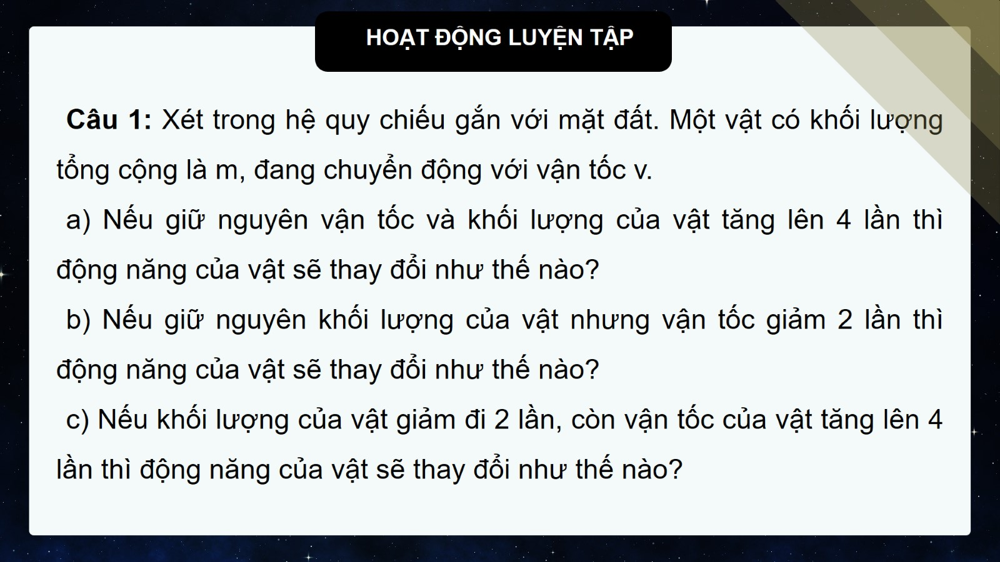 HOẠT ĐỘNG LUYỆN TẬP
Câu 1: Xét trong hệ quy chiếu gắn với mặt đất. Một vật có khối lượng
tổng cộng là m, đang chuyển động với vận tốc v.
a) Nếu giữ nguyên vận tốc và khối lượng của vật tăng lên 4 lần thì
động năng của vật sẽ thay đổi như thế nào?
b) Nếu giữ nguyên khối lượng của vật nhưng vận tốc giảm 2 lần thì
động năng của vật sẽ thay đổi như thế nào?
c) Nếu khối lượng của vật giảm đi 2 lần, còn vận tốc của vật tăng lên 4
lần thì động năng của vật sẽ thay đổi như thế nào?